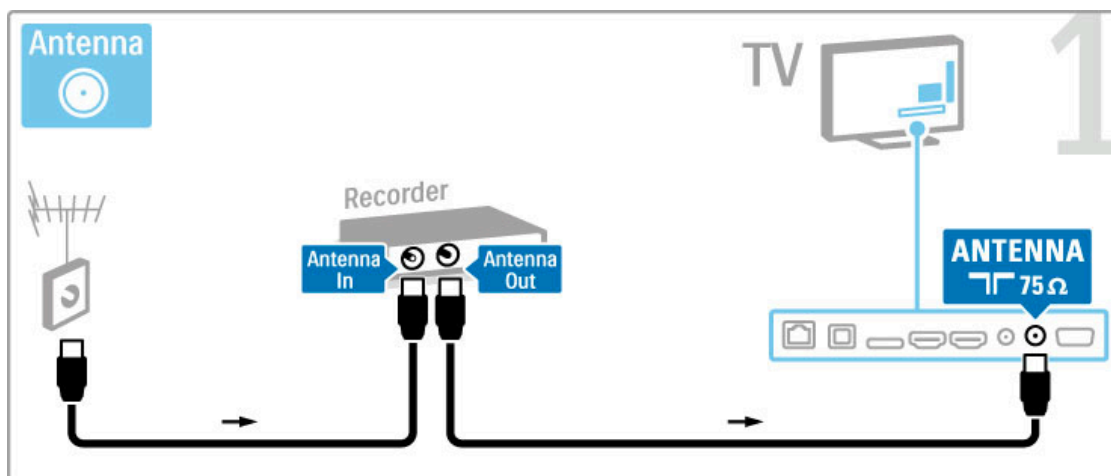 Antenna
TV
1
Recorder
Antenna
In
Antenna
Out
ANTENNA
75 Ω